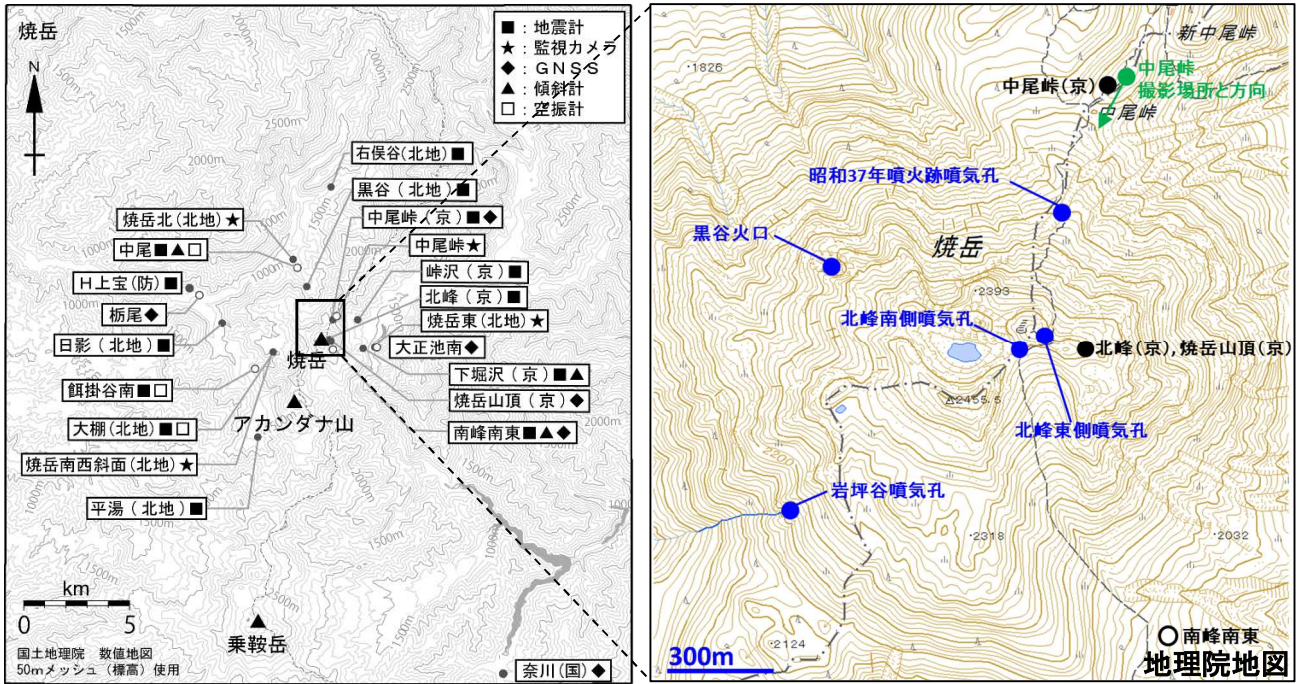 焼岳
N
■：地震計
★：監視カメラ
◆：ＧＮＳＳ
▲：傾斜計
□：空振計
右俣谷(北地)■
黒谷（北地）■
焼岳北(北地)★
中尾峠（京）■◆
中尾■▲□
中尾峠★
Ｈ上宝(防)■
峠沢（京）■
北峰（京）■
栃尾◆
焼岳東(北地)★
日影（北地）■
大正池南◆
焼岳
下堀沢（京）■▲
餌掛谷南■□
焼岳山頂（京）◆
アカンダナ山
大棚(北地)■□
南峰南東■▲◆
焼岳南西斜面(北地)★
平湯（北地）■
km
0 5
乗鞍岳
国土地理院　数値地図
50mメッシュ（標高）使用
奈川(国)◆
2500m
2000m
1500m
1000m
新中尾峠
・1826
中尾峠(京)
中尾峠
撮影場所と方向
中尾峠
昭和37年噴火跡噴気孔
黒谷火口
焼岳
・2393
北峰南側噴気孔
北峰(京),焼岳山頂(京)
2455.5
北峰東側噴気孔
2200
岩坪谷噴気孔
・2318
・2032
・2124
南峰南東
300m
地理院地図